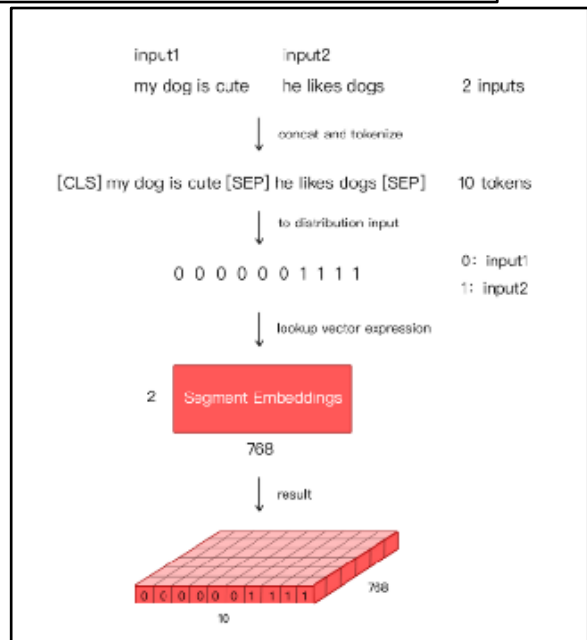 input1 input2
my dog is cute he likes dogs 2 inputs
concat and tokenize
[CLS] my dog is cute [SEP] he likes dogs [SEP] 10 tokens
to distribution input
0 0 0 0 0 0 1 1 1 1
0: input1
1: input2
lookup vector expression
2 Segment Embeddings
768
result
0 0 0 0 0 0 1 1 1 1
768
10